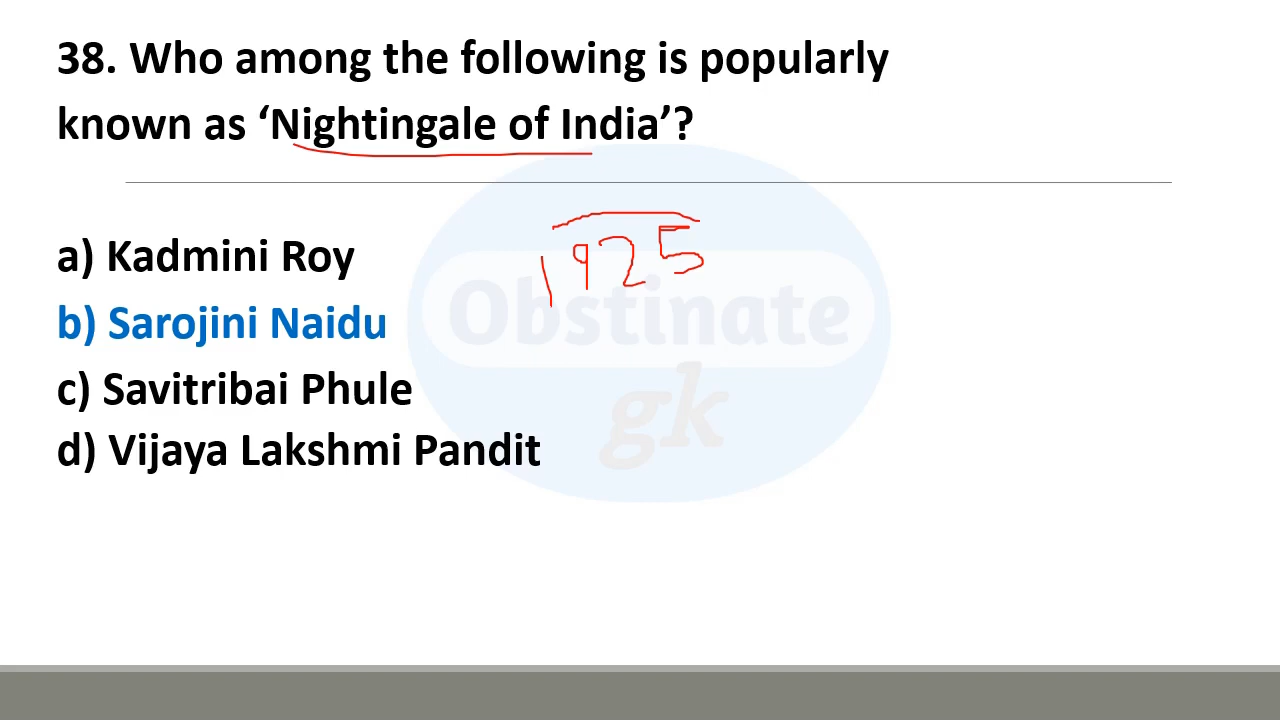 38. Who among the following is popularly
known as ‘Nightingale of India’?
1925
a) Kadmini Roy
b) Sarojini Naidu
c) Savitribai Phule
d) Vijaya Lakshmi Pandit
Obstinate
gk